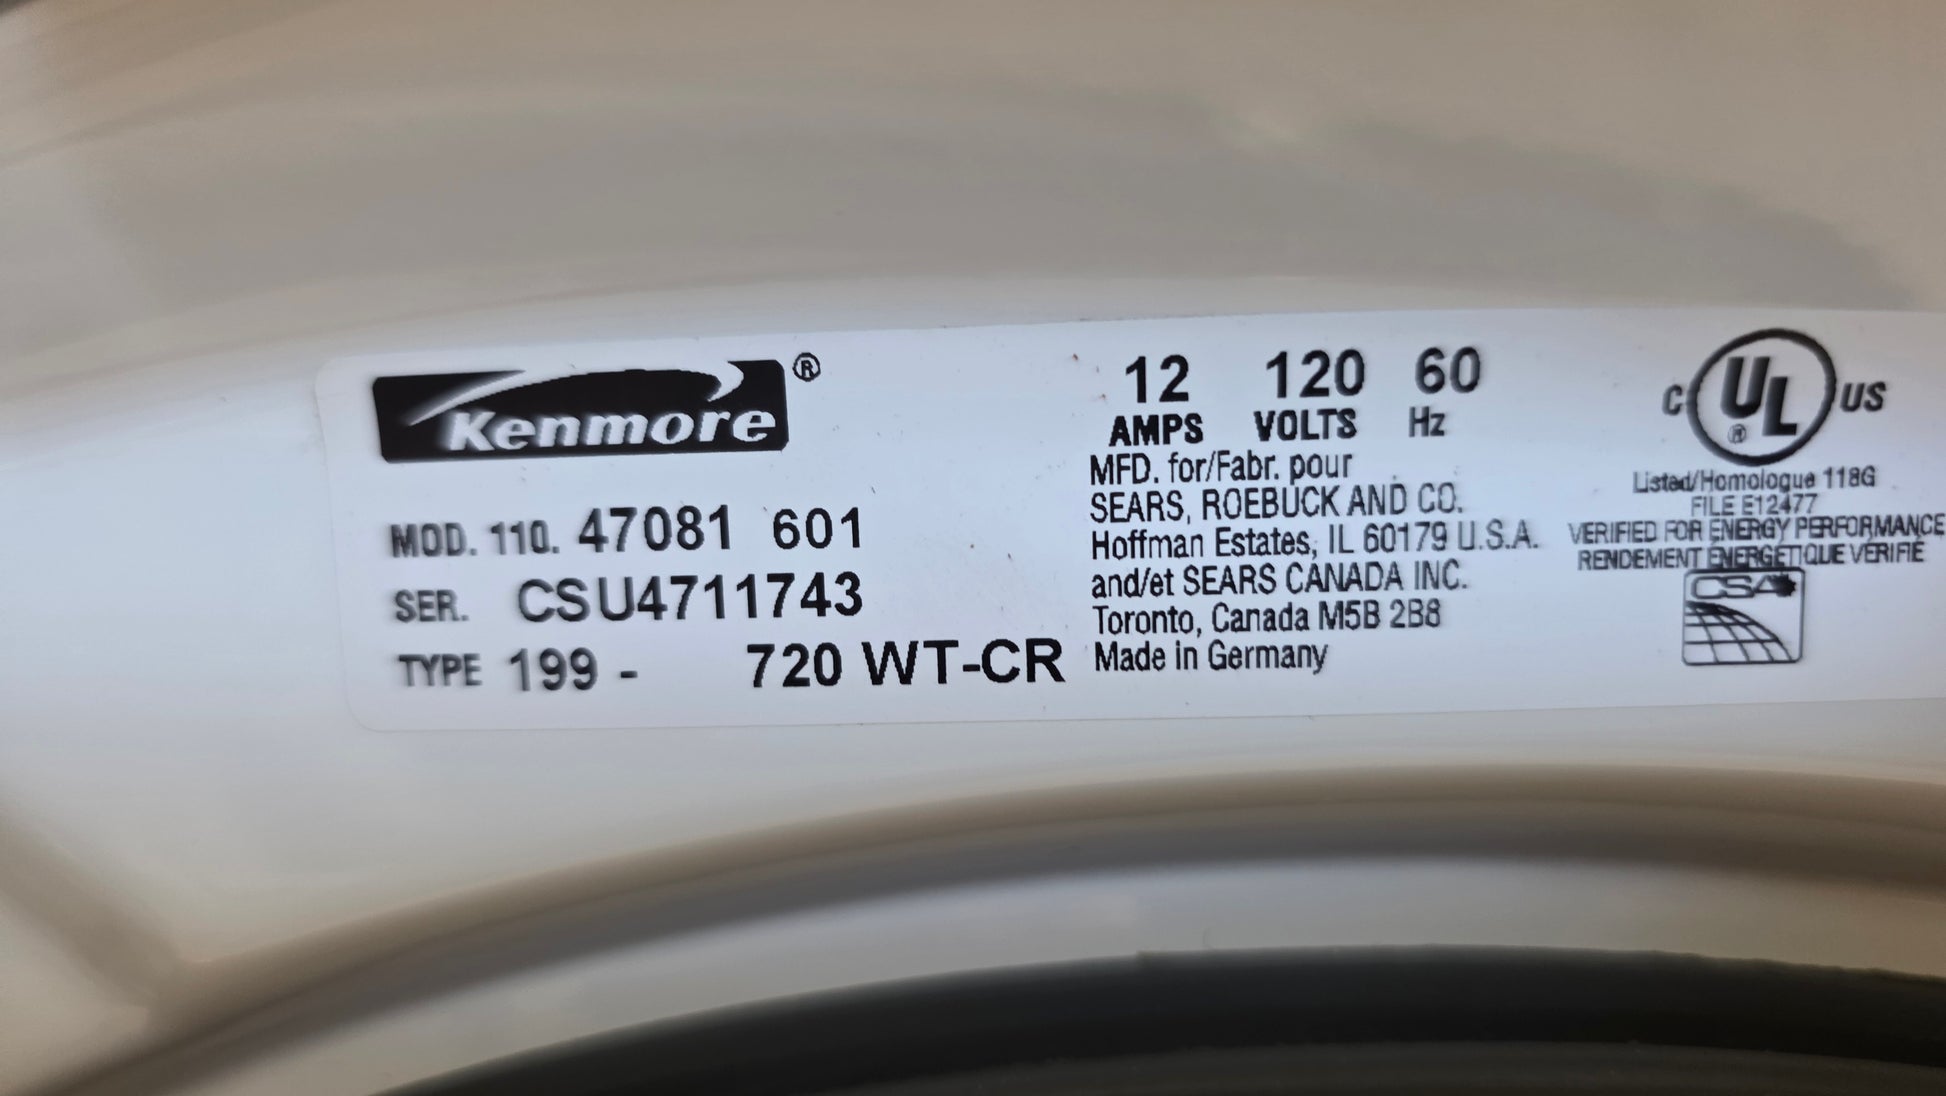 Kenmore®
MOD. 110. 47081 601
SER. CSU4711743
TYPE 199 - 720 WT-CR
12 120 60
AMPS VOLTS Hz
MFD. for/Fabr. pour
SEARS, ROEBUCK AND CO.
Hoffman Estates, IL 60179 U.S.A.
and/et SEARS CANADA INC.
Toronto, Canada M5B 2B8
Made in Germany
C UL® US
Listed/Homologue 118G
FILE E12477
VERIFIED FOR ENERGY PERFORMANCE
RENDEMENT ÉNERGÉTIQUE VÉRIFIÉ
CSA